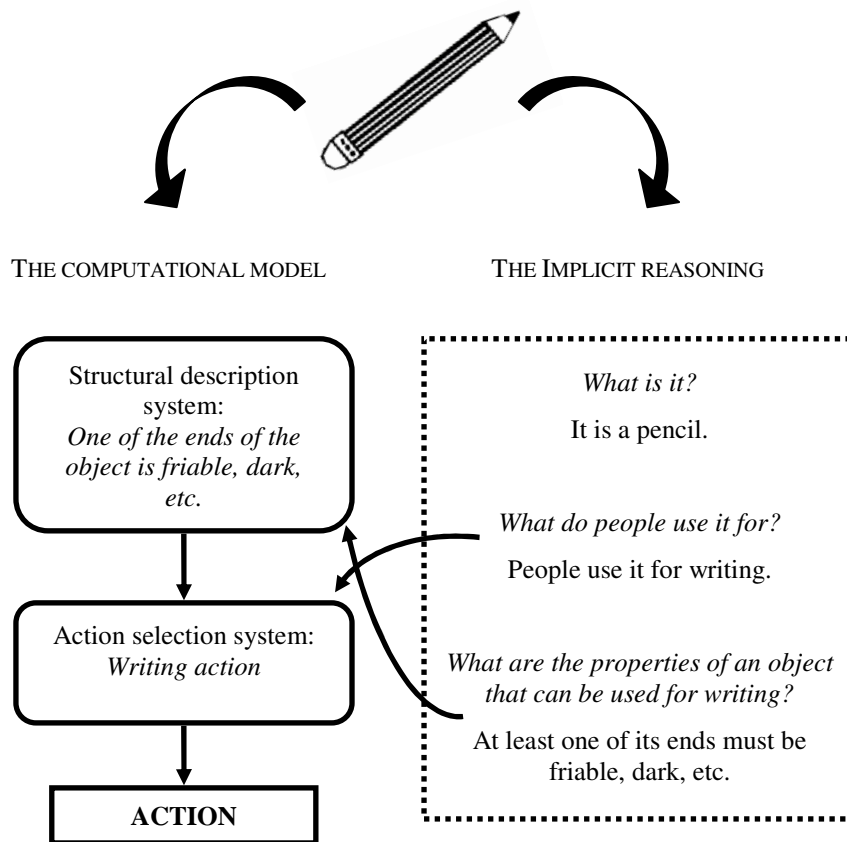 THE COMPUTATIONAL MODEL
THE IMPLICIT REASONING
Structural description
system:
One of the ends of the
object is friable, dark,
etc.
Action selection system:
Writing action
ACTION
What is it?
It is a pencil.
What do people use it for?
People use it for writing.
What are the properties of an object
that can be used for writing?
At least one of its ends must be
friable, dark, etc.